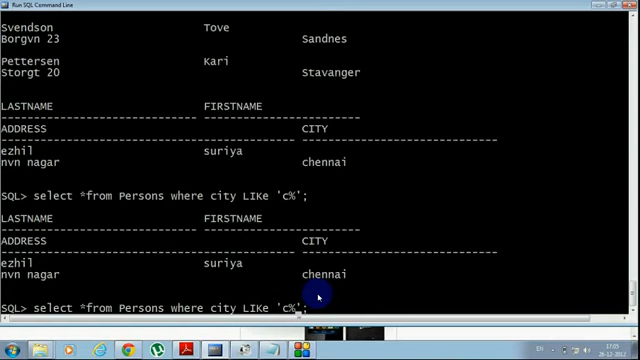 Run SQL Command Line
Svendson Tove
Borgvn 23 Sandnes
Pettersen Kari
Storgt 20 Stavanger
LASTNAME FIRSTNAME
ADDRESS CITY
ezhil suriya
nvn nagar chennai
SQL> select *from Persons where city LIKe 'c%';
LASTNAME FIRSTNAME
ADDRESS CITY
ezhil suriya
nvn nagar chennai
SQL> select *from Persons where city LIKe 'c%';
EN
17:05
26-12-2012